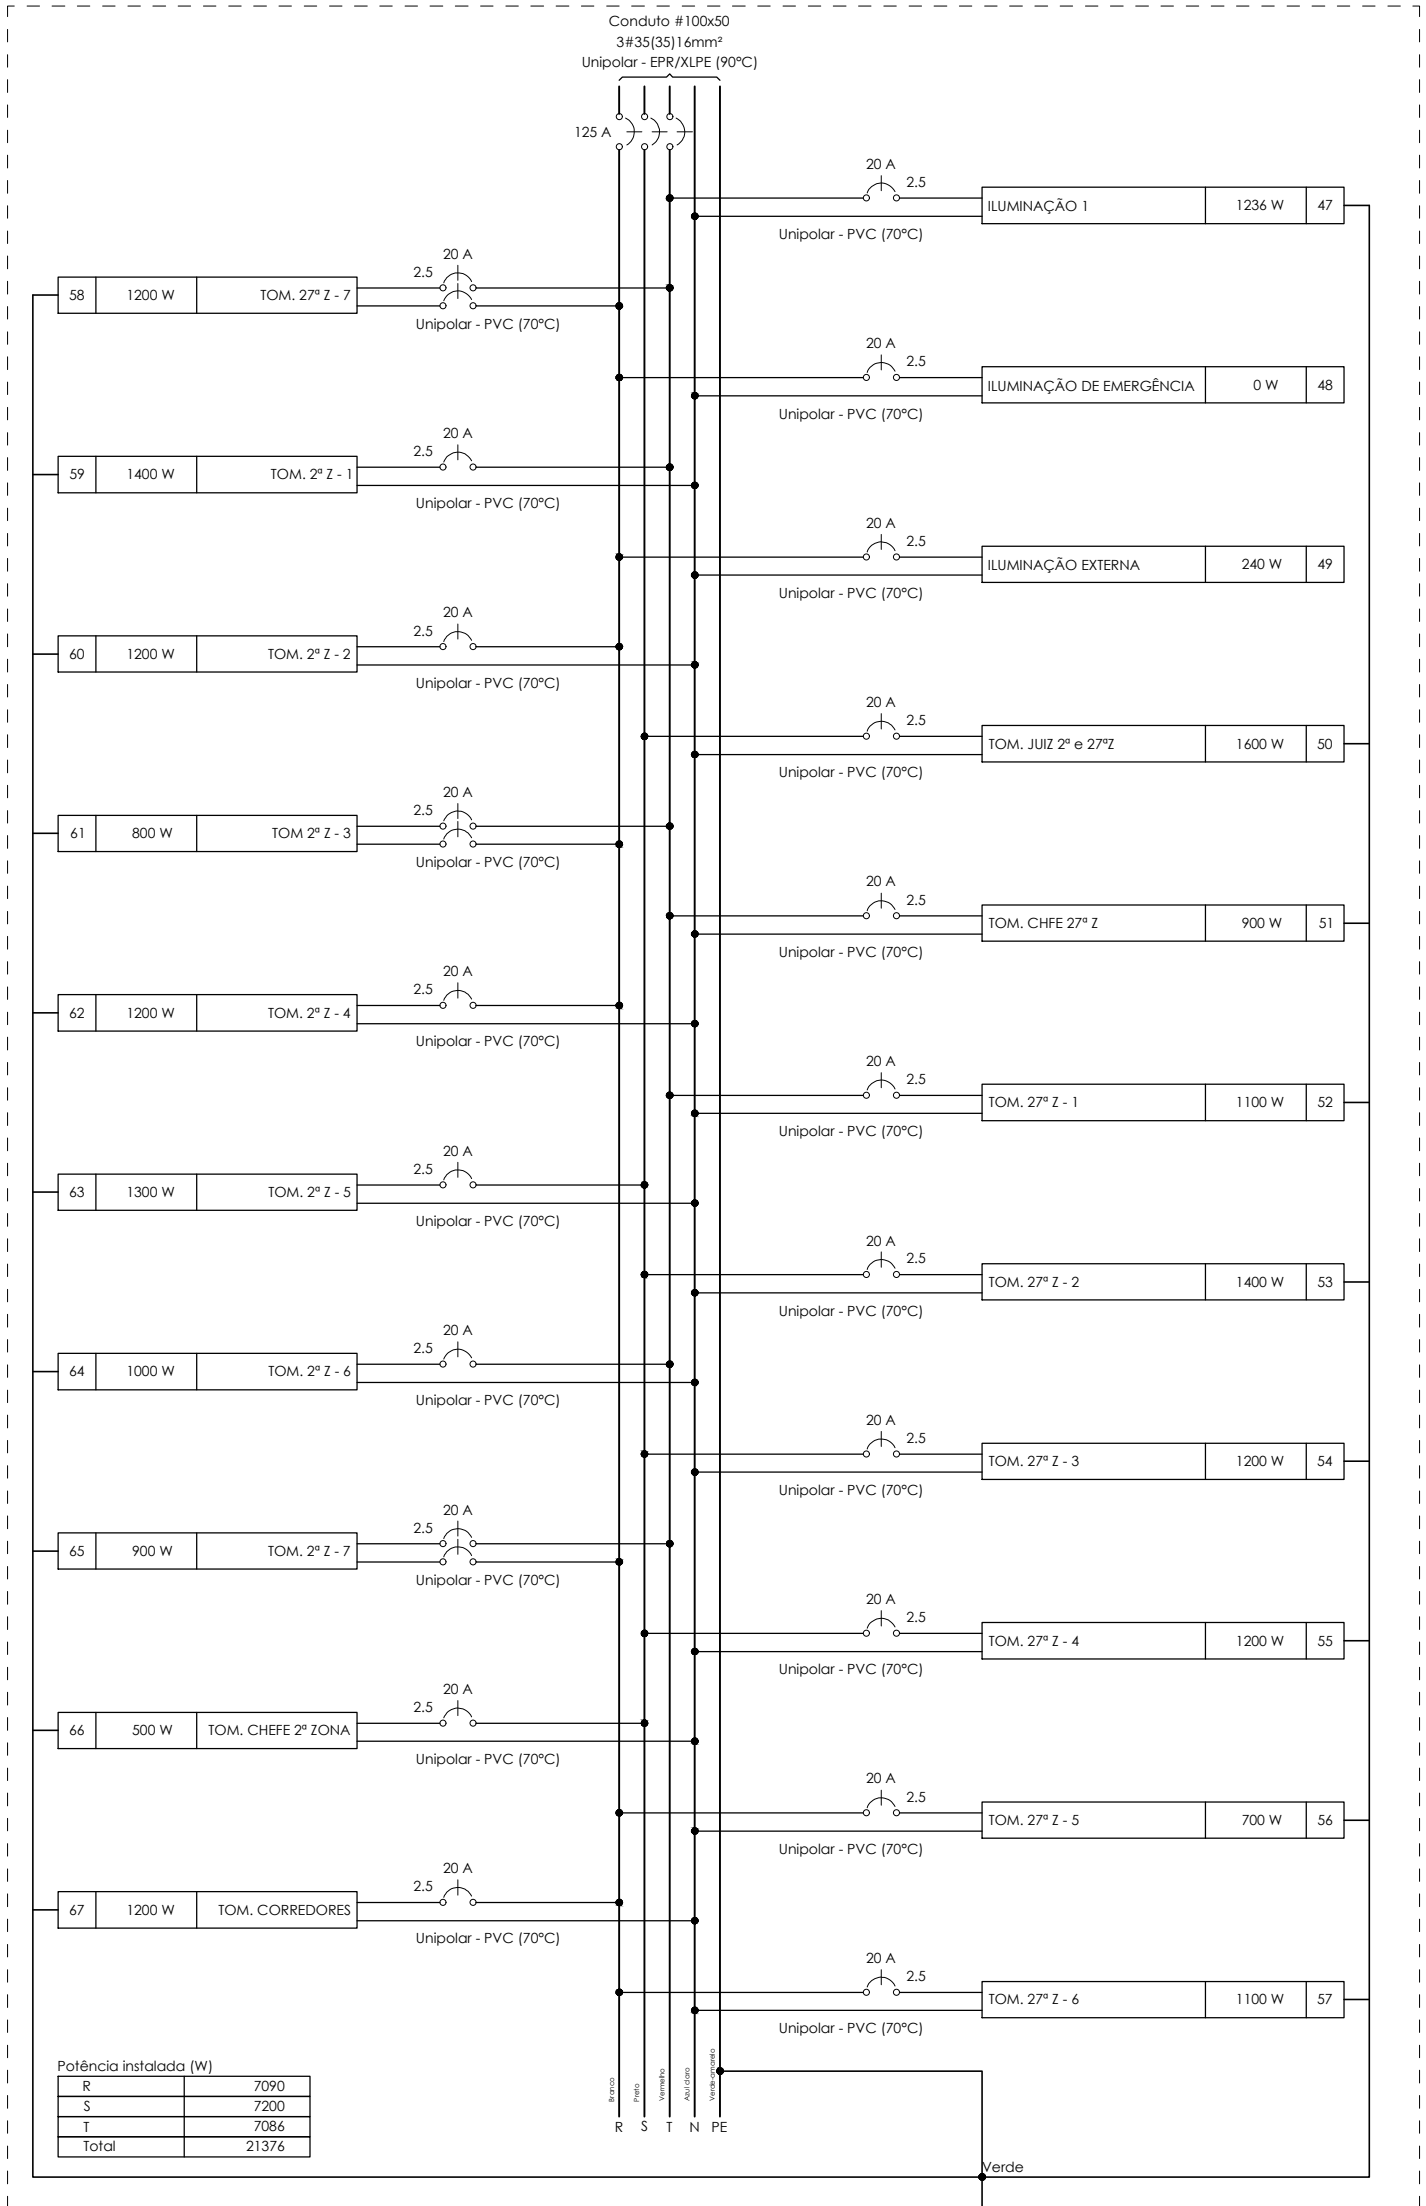 Conduto #100x50
3#35(35)16mm²
Unipolar - EPR/XLPE (90°C)
125 A
20 A
2.5
ILUMINAÇÃO 1 1236 W 47
Unipolar - PVC (70°C)
20 A
2.5
58 1200 W TOM. 27ª Z - 7
Unipolar - PVC (70°C)
20 A
2.5
ILUMINAÇÃO DE EMERGÊNCIA 0 W 48
Unipolar - PVC (70°C)
20 A
2.5
59 1400 W TOM. 2ª Z - 1
Unipolar - PVC (70°C)
20 A
2.5
ILUMINAÇÃO EXTERNA 240 W 49
Unipolar - PVC (70°C)
20 A
2.5
60 1200 W TOM. 2ª Z - 2
Unipolar - PVC (70°C)
20 A
2.5
TOM. JUIZ 2ª e 27ªZ 1600 W 50
Unipolar - PVC (70°C)
20 A
2.5
61 800 W TOM 2ª Z - 3
Unipolar - PVC (70°C)
20 A
2.5
TOM. CHFE 27ª Z 900 W 51
Unipolar - PVC (70°C)
20 A
2.5
62 1200 W TOM. 2ª Z - 4
Unipolar - PVC (70°C)
20 A
2.5
TOM. 27ª Z - 1 1100 W 52
Unipolar - PVC (70°C)
20 A
2.5
63 1300 W TOM. 2ª Z - 5
Unipolar - PVC (70°C)
20 A
2.5
TOM. 27ª Z - 2 1400 W 53
Unipolar - PVC (70°C)
20 A
2.5
64 1000 W TOM. 2ª Z - 6
Unipolar - PVC (70°C)
20 A
2.5
TOM. 27ª Z - 3 1200 W 54
Unipolar - PVC (70°C)
20 A
2.5
65 900 W TOM. 2ª Z - 7
Unipolar - PVC (70°C)
20 A
2.5
TOM. 27ª Z - 4 1200 W 55
Unipolar - PVC (70°C)
20 A
2.5
66 500 W TOM. CHEFE 2ª ZONA
Unipolar - PVC (70°C)
20 A
2.5
TOM. 27ª Z - 5 700 W 56
Unipolar - PVC (70°C)
20 A
2.5
67 1200 W TOM. CORREDORES
Unipolar - PVC (70°C)
20 A
2.5
TOM. 27ª Z - 6 1100 W 57
Unipolar - PVC (70°C)
Potência instalada (W)
R 7090
S 7200
T 7086
Total 21376
Branco
Preto
Vermelho
Azul claro
Verde-amarelo
R S T N PE
Verde